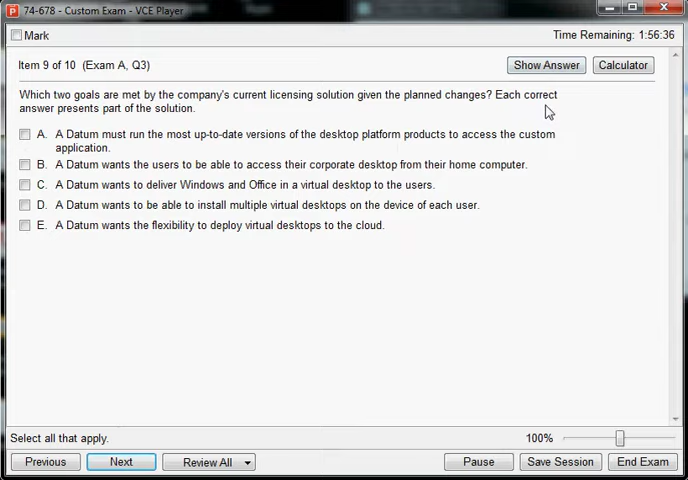 74-678 - Custom Exam - VCE Player
Mark
Time Remaining: 1:56:36
Item 9 of 10 (Exam A, Q3)
Show Answer
Calculator
Which two goals are met by the company's current licensing solution given the planned changes? Each correct
answer presents part of the solution.
A. A Datum must run the most up-to-date versions of the desktop platform products to access the custom
application.
B. A Datum wants the users to be able to access their corporate desktop from their home computer.
C. A Datum wants to deliver Windows and Office in a virtual desktop to the users.
D. A Datum wants to be able to install multiple virtual desktops on the device of each user.
E. A Datum wants the flexibility to deploy virtual desktops to the cloud.
Select all that apply.
100%
Previous
Next
Review All
Pause
Save Session
End Exam